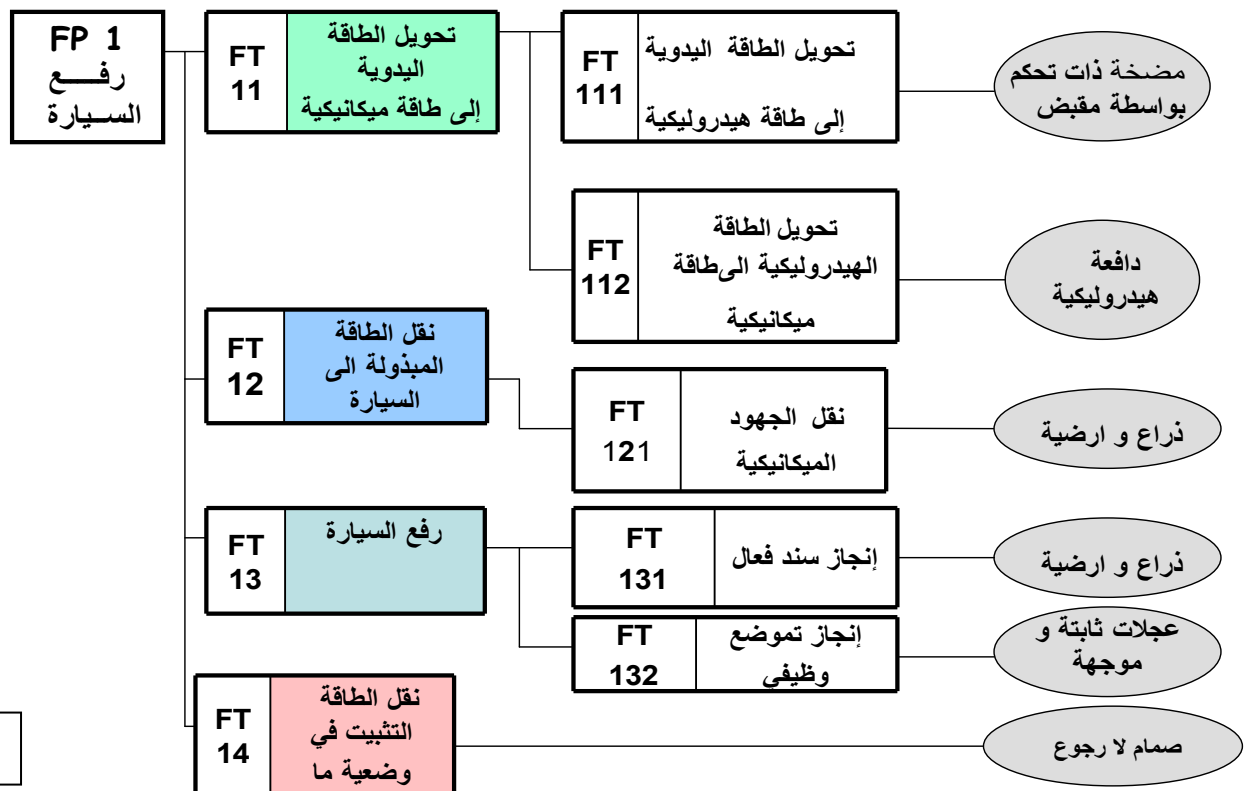 FP 1
رفــــع
الســيارة
FT
11
تحويل الطاقة
اليدوية
إلى طاقة ميكانيكية
FT
111
تحويل الطاقة اليدوية
إلى طاقة هيدروليكية
مضخة ذات تحكم
بواسطة مقبض
FT
112
تحويل الطاقة
الهيدروليكية الىطاقة
ميكانيكية
دافعة
هيدروليكية
FT
12
نقل الطاقة
المبذولة الى
السيارة
FT
121
نقل الجهود
الميكانيكية
ذراع و ارضية
FT
13
رفع السيارة
FT
131
إنجاز سند فعال
ذراع و ارضية
FT
132
إنجاز تموضع
وظيفي
عجلات ثابتة و
موجهة
FT
14
نقل الطاقة
التثبيت في
وضعية ما
صمام لا رجوع